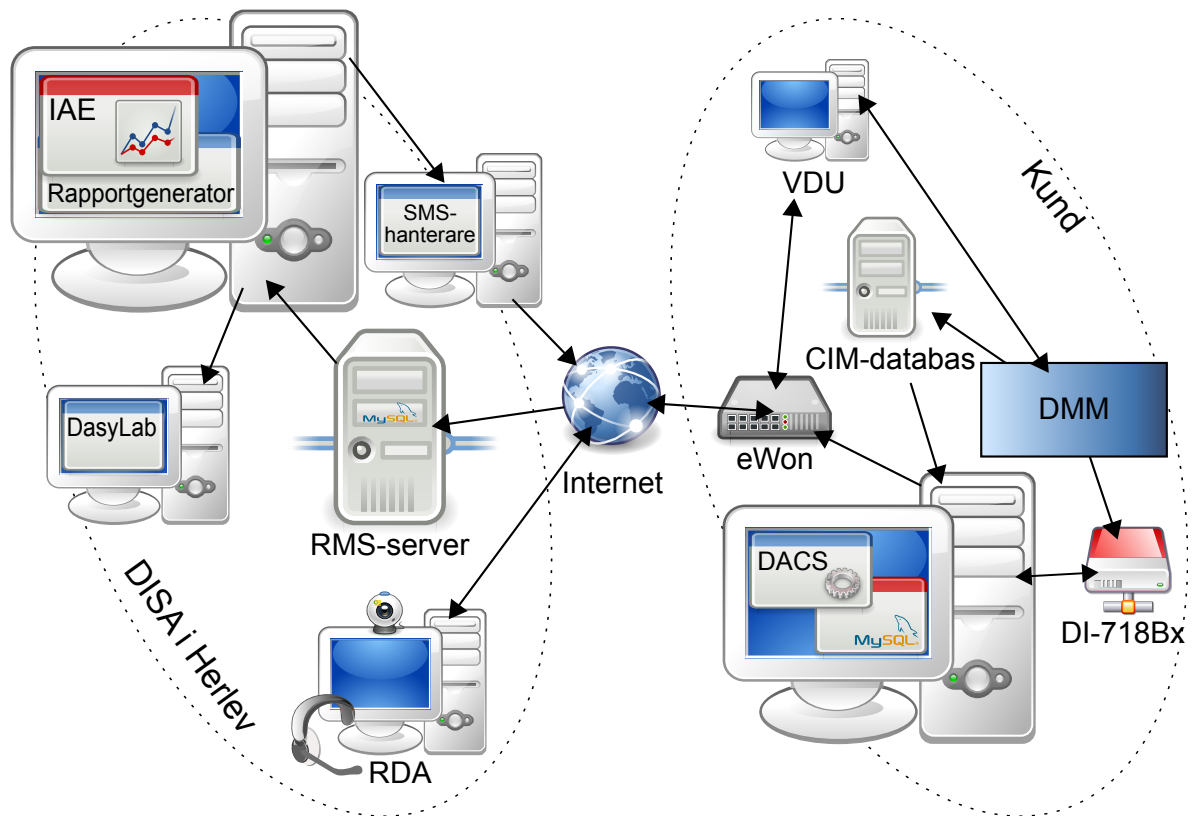 IAE
Rapportgenerator
SMS-
hanterare
DasyLab
MySQL
RMS-server
DISA i Herlev
RDA
Internet
VDU
Kund
CIM-databas
DMM
eWon
DACS
MySQL
DI-718Bx